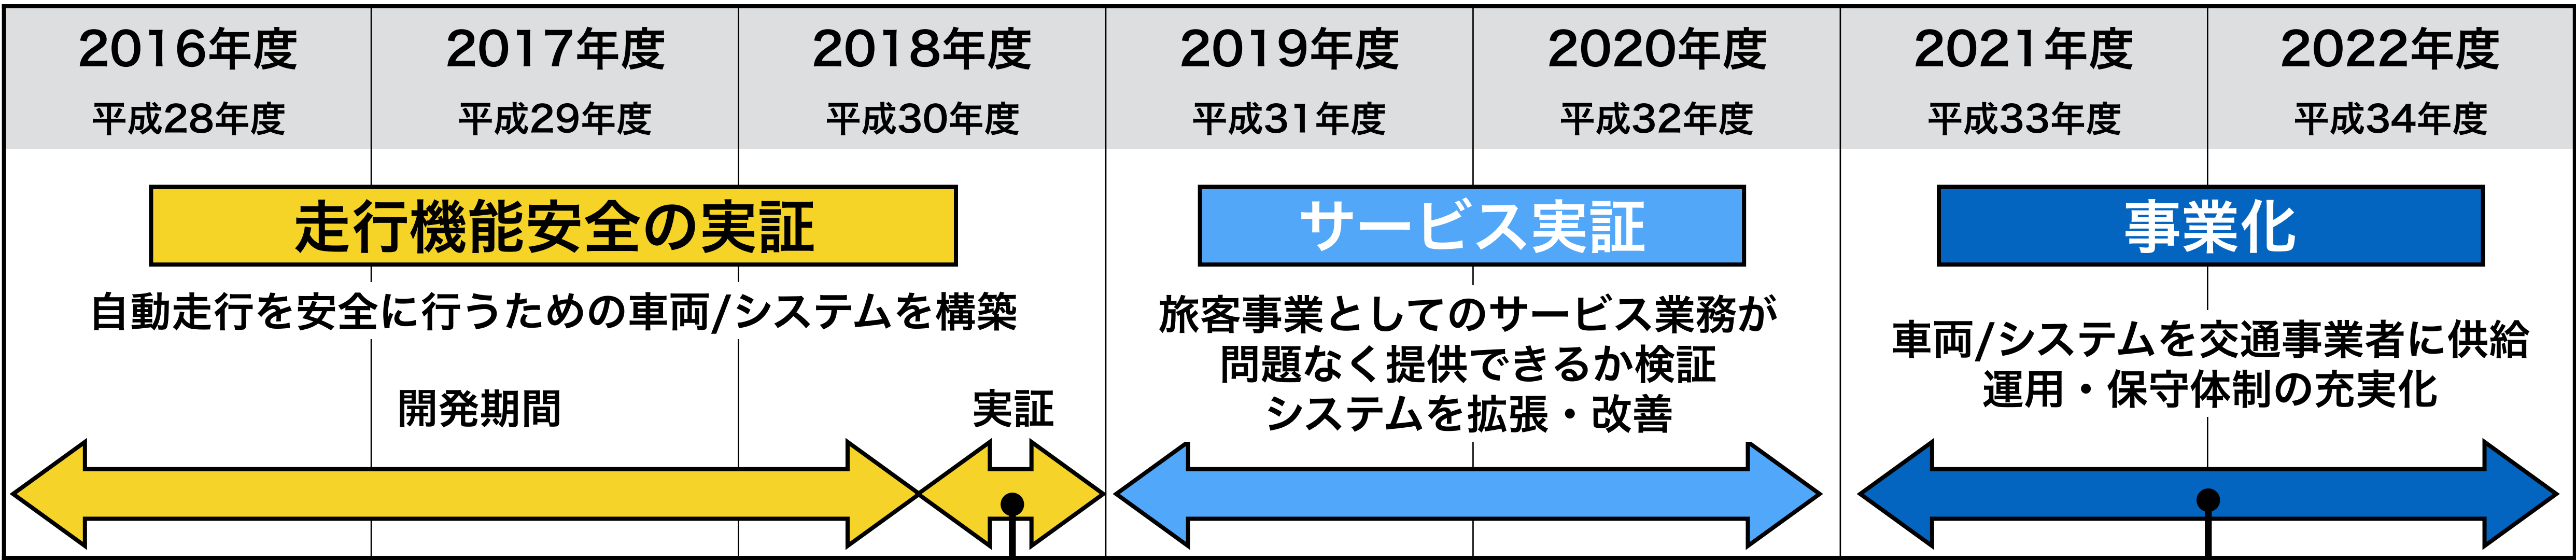 2016年度 2017年度 2018年度 2019年度 2020年度 2021年度 2022年度
平成28年度 平成29年度 平成30年度 平成31年度 平成32年度 平成33年度 平成34年度
走行機能安全の実証
自動走行を安全に行うための車両/システムを構築
開発期間
実証
サービス実証
旅客事業としてのサービス業務が
問題なく提供できるか検証
システムを拡張・改善
事業化
車両/システムを交通事業者に供給
運用・保守体制の充実化